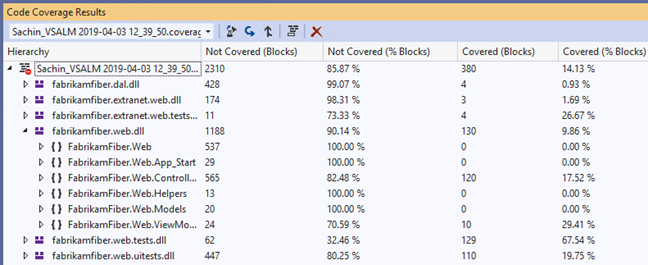 Code Coverage Results
Sachin_VSALM 2019-04-03 12_39_50.coverag
Hierarchy Not Covered (Blocks) Not Covered (% Blocks) Covered (Blocks) Covered (% Blocks)
Sachin_VSALM 2019-04-03 12_39_50... 2310 85.87 % 380 14.13 %
fabrikamfiber.dal.dll 428 99.07 % 4 0.93 %
fabrikamfiber.extranet.web.dll 174 98.31 % 3 1.69 %
fabrikamfiber.extranet.web.tests... 11 73.33 % 4 26.67 %
fabrikamfiber.web.dll 1188 90.14 % 130 9.86 %
{ } FabrikamFiber.Web 537 100.00 % 0 0.00 %
{ } FabrikamFiber.Web.App_Start 29 100.00 % 0 0.00 %
{ } FabrikamFiber.Web.Controll... 565 82.48 % 120 17.52 %
{ } FabrikamFiber.Web.Helpers 13 100.00 % 0 0.00 %
{ } FabrikamFiber.Web.Models 20 100.00 % 0 0.00 %
{ } FabrikamFiber.Web.ViewMo... 24 70.59 % 10 29.41 %
fabrikamfiber.web.tests.dll 62 32.46 % 129 67.54 %
fabrikamfiber.web.uitests.dll 447 80.25 % 110 19.75 %